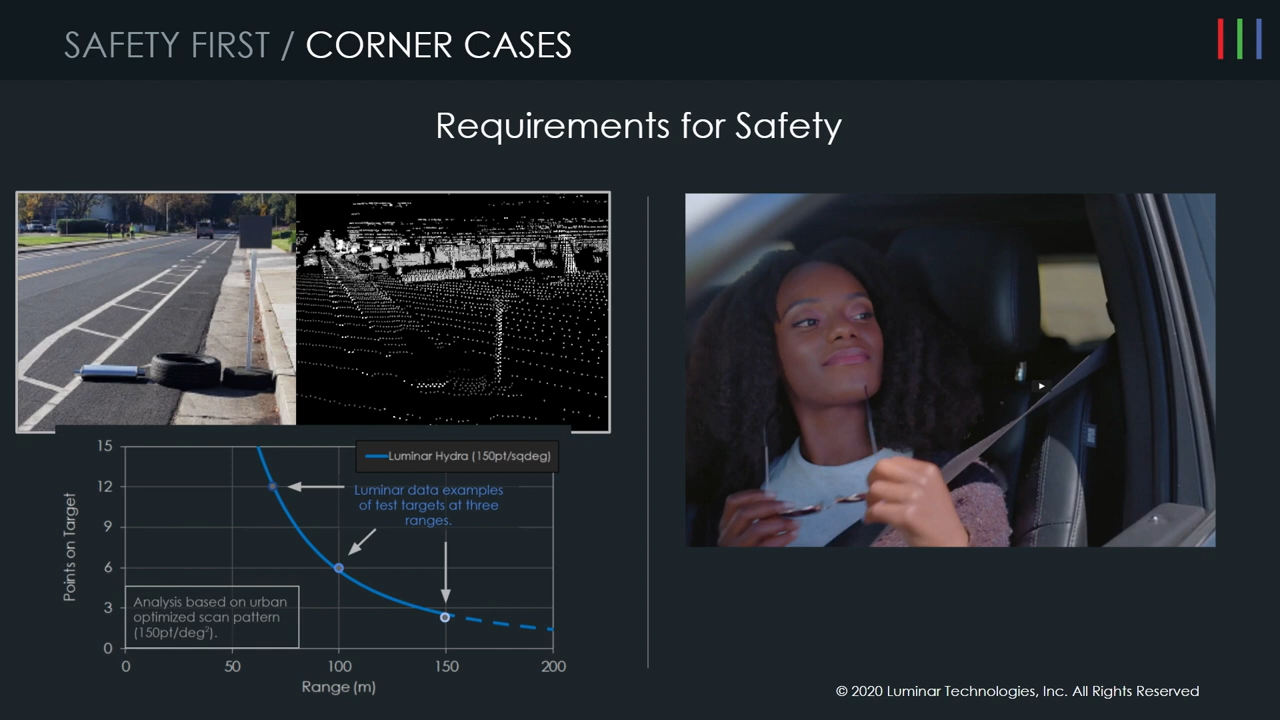 SAFETY FIRST / CORNER CASES
Requirements for Safety
15
12
9
6
3
0
Points on Target
Luminar Hydra (150pt/sqdeg)
Luminar data examples
of test targets at three
ranges.
Analysis based on urban
optimized scan pattern
(150pt/deg²).
0 50 100 150 200
Range (m)
© 2020 Luminar Technologies, Inc. All Rights Reserved